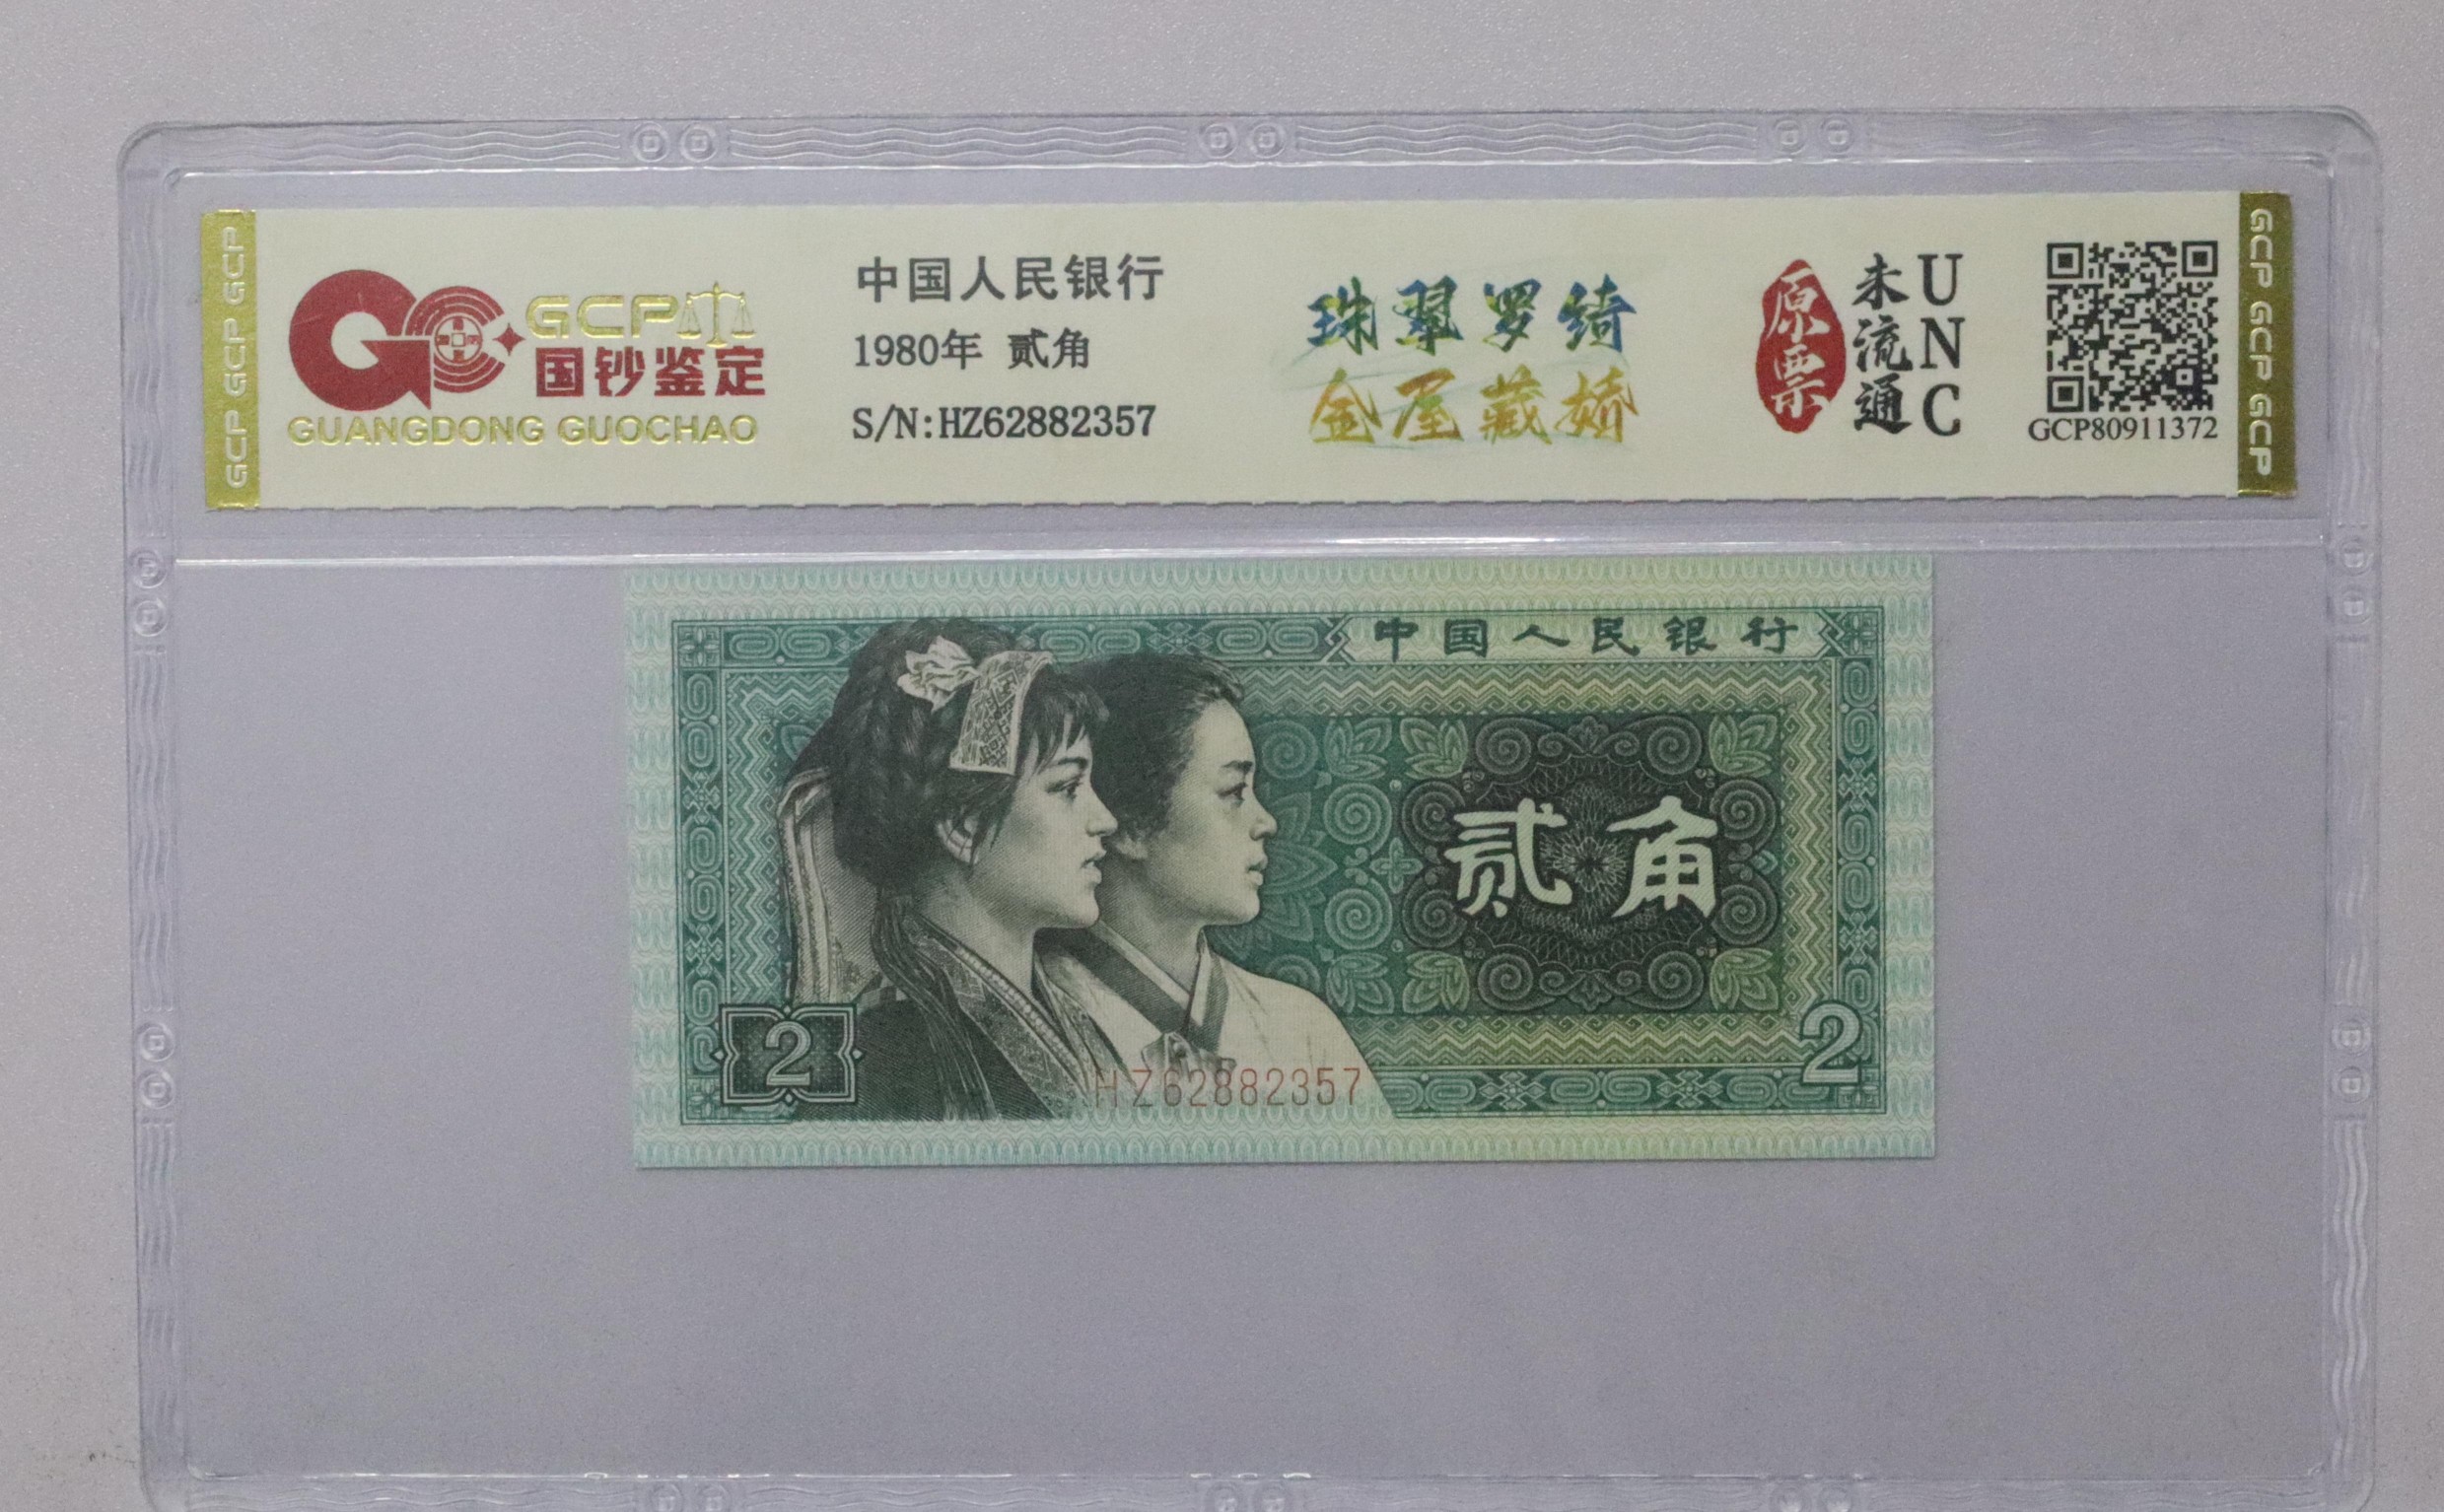 GCP GCP GCP
GCP
国钞鉴定
GUANGDONG GUOCHAO
中国人民银行
1980年 贰角
S/N:HZ62882357
珠翠罗绮
金屋藏娇
原票
未流通
UNC
GCP80911372
GCP GCP GCP
中国人民银行
贰角
2
2
HZ62882357